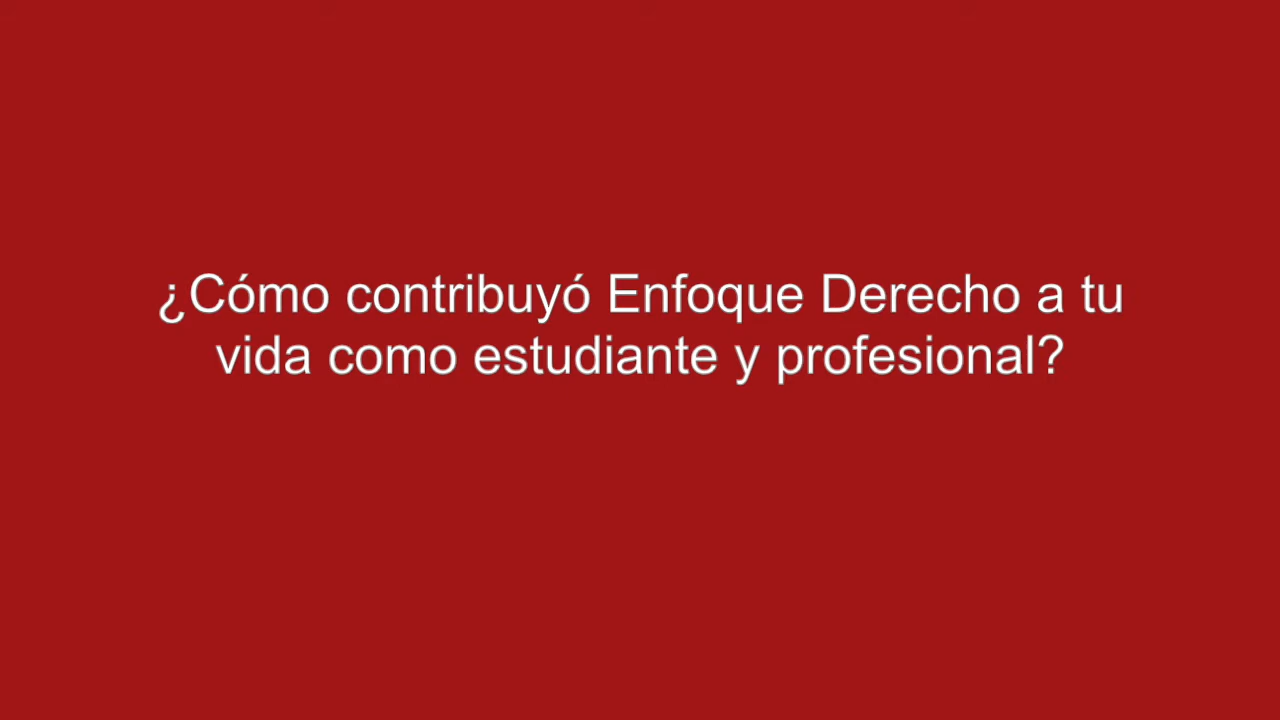 ¿Cómo contribuyó Enfoque Derecho a tu
vida como estudiante y profesional?